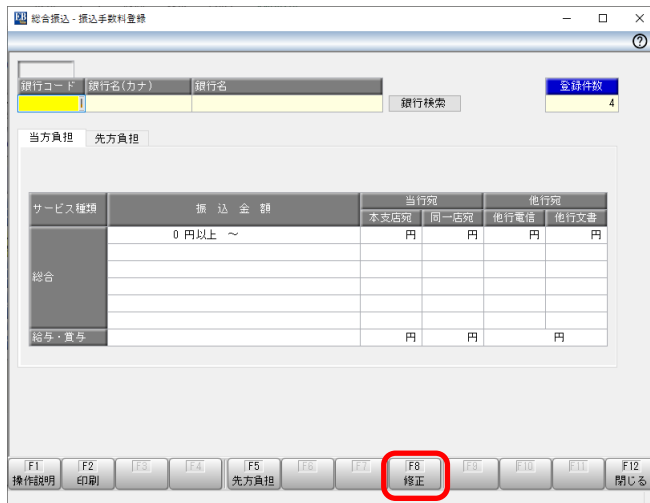 EB 総合振込 - 振込手数料登録
銀行コード 銀行名(カナ) 銀行名 登録件数
銀行検索 4
当方負担 先方負担
サービス種類 振込金額 当行宛 他行宛
本支店宛 同一店宛 他行電信 他行文書
0 円以上 ～ 円 円 円 円
総合
給与・賞与 円 円 円
F1 F2 F3 F4 F5 F6 F7 F8 F9 F10 F11 F12
操作説明 印刷 先方負担 修正 閉じる